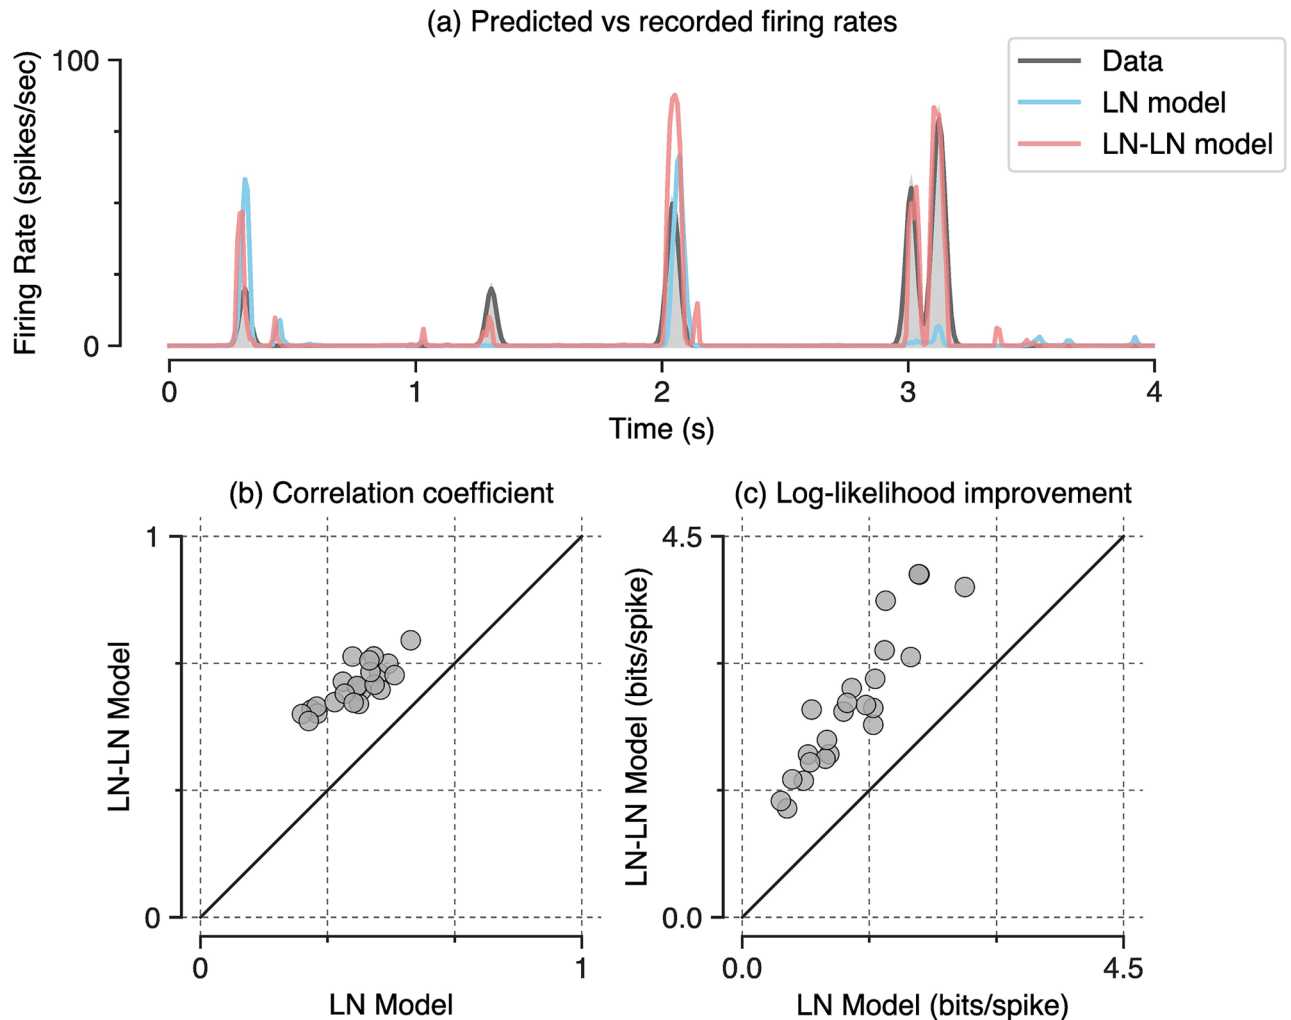 (a) Predicted vs recorded firing rates
Firing Rate (spikes/sec)
100
0
Data
LN model
LN-LN model
0 1 2 3 4
Time (s)
(b) Correlation coefficient
LN-LN Model
1
0
0 1
LN Model
(c) Log-likelihood improvement
LN-LN Model (bits/spike)
4.5
0.0
0.0 4.5
LN Model (bits/spike)